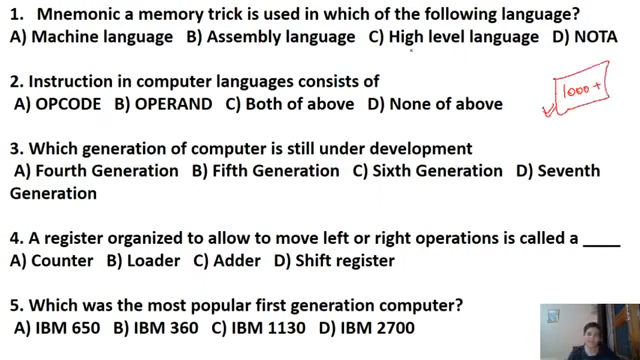 1. Mnemonic a memory trick is used in which of the following language?
A) Machine language B) Assembly language C) High level language D) NOTA
2. Instruction in computer languages consists of
A) OPCODE B) OPERAND C) Both of above D) None of above
1000 +
3. Which generation of computer is still under development
A) Fourth Generation B) Fifth Generation C) Sixth Generation D) Seventh
Generation
4. A register organized to allow to move left or right operations is called a ____
A) Counter B) Loader C) Adder D) Shift register
5. Which was the most popular first generation computer?
A) IBM 650 B) IBM 360 C) IBM 1130 D) IBM 2700